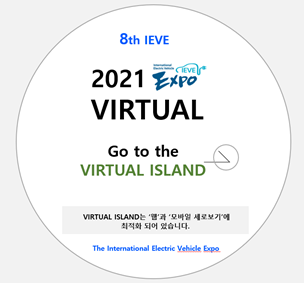 8th IEVE
2021
International
Electric Vehicle
IEVE
EXPO
VIRTUAL
Go to the
VIRTUAL ISLAND
VIRTUAL ISLAND는 '맵'과 '모바일 세로보기'에
최적화 되어 있습니다.
The International Electric Vehicle Expo